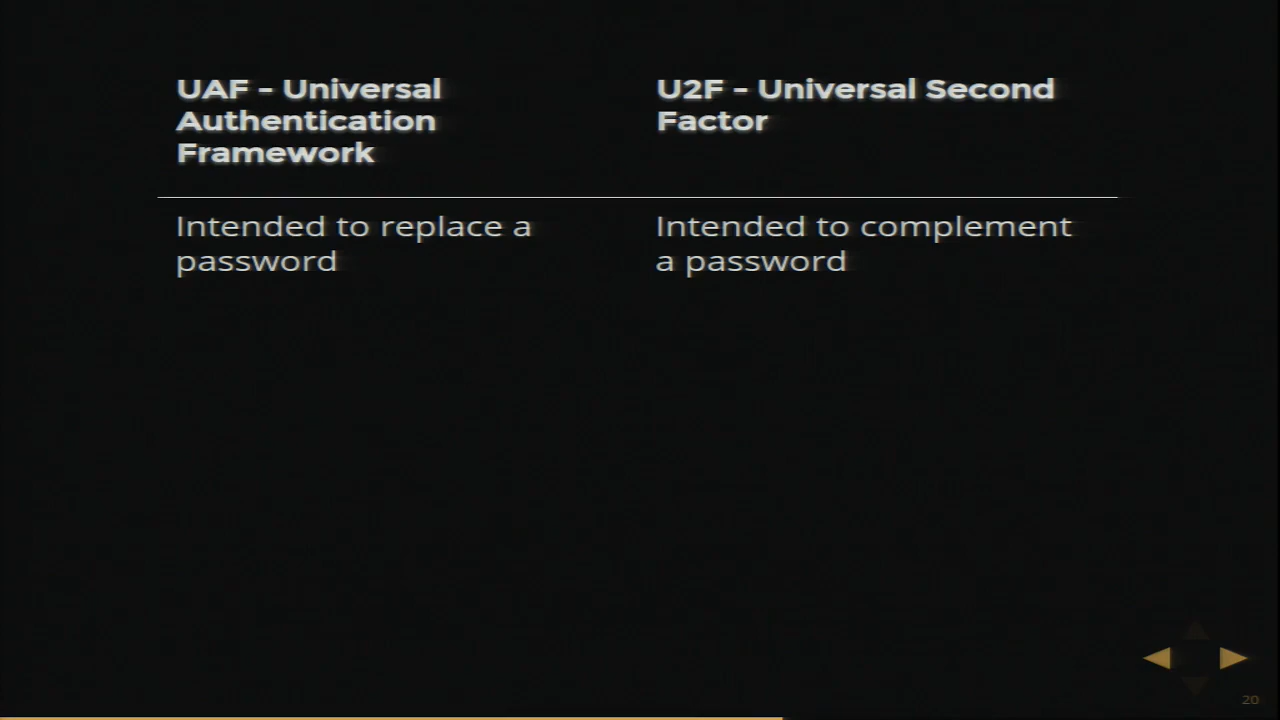 UAF - Universal
Authentication
Framework
U2F - Universal Second
Factor
Intended to replace a
password
Intended to complement
a password
20